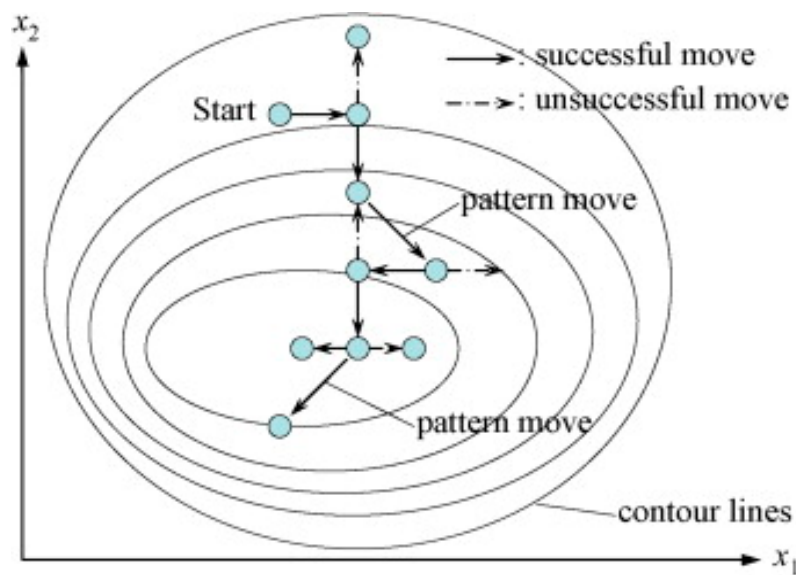 x2
: successful move
Start
: unsuccessful move
pattern move
pattern move
contour lines
x1